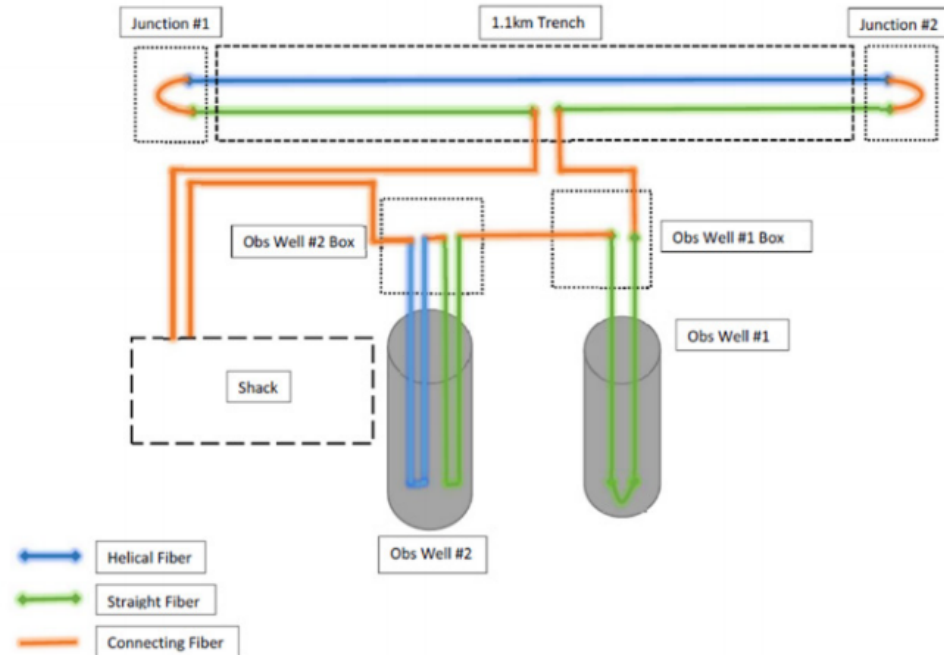 Junction #1
1.1km Trench
Junction #2
Obs Well #2 Box
Obs Well #1 Box
Obs Well #1
Shack
Obs Well #2
Helical Fiber
Straight Fiber
Connecting Fiber